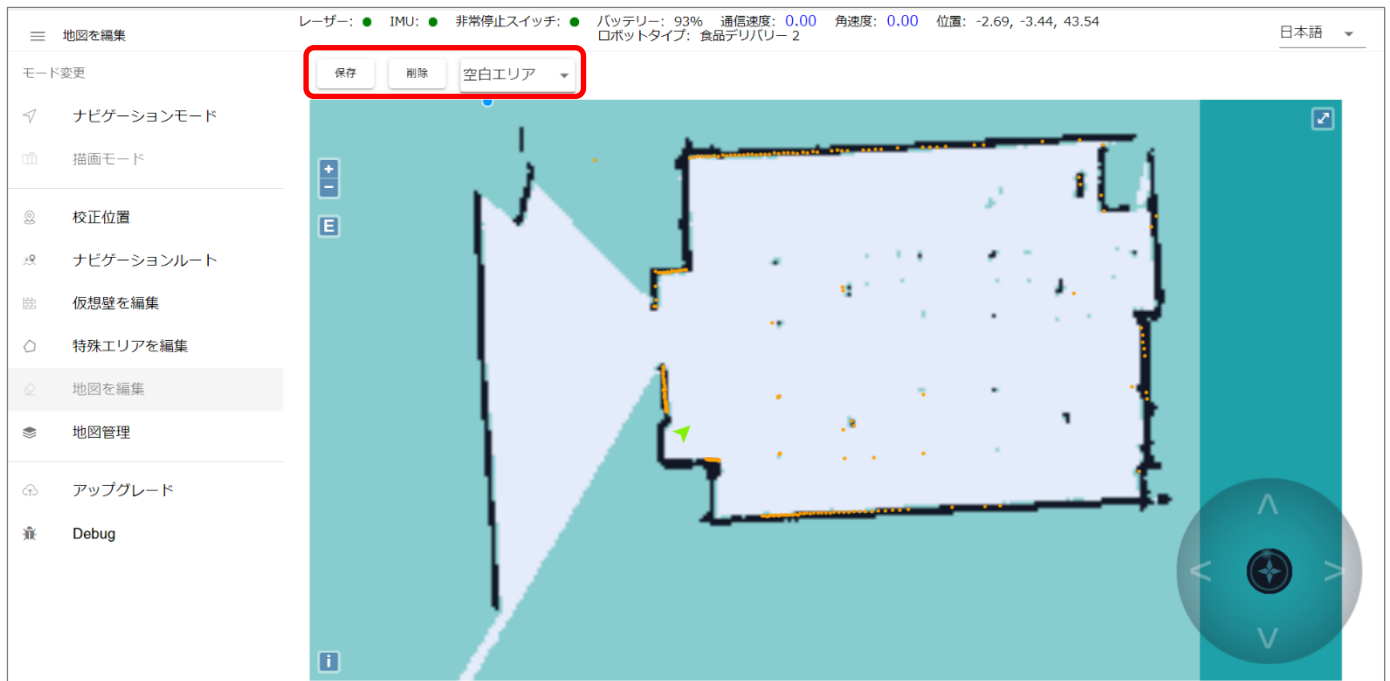 地図を編集
レーザー: IMU: 非常停止スイッチ: バッテリー: 93% 通信速度: 0.00 角速度: 0.00 位置: -2.69, -3.44, 43.54
ロボットタイプ: 食品デリバリー 2
日本語
モード変更
保存 削除 空白エリア
ナビゲーションモード
描画モード
校正位置
ナビゲーションルート
仮想壁を編集
特殊エリアを編集
地図を編集
地図管理
アップグレード
Debug
+
−
E
i